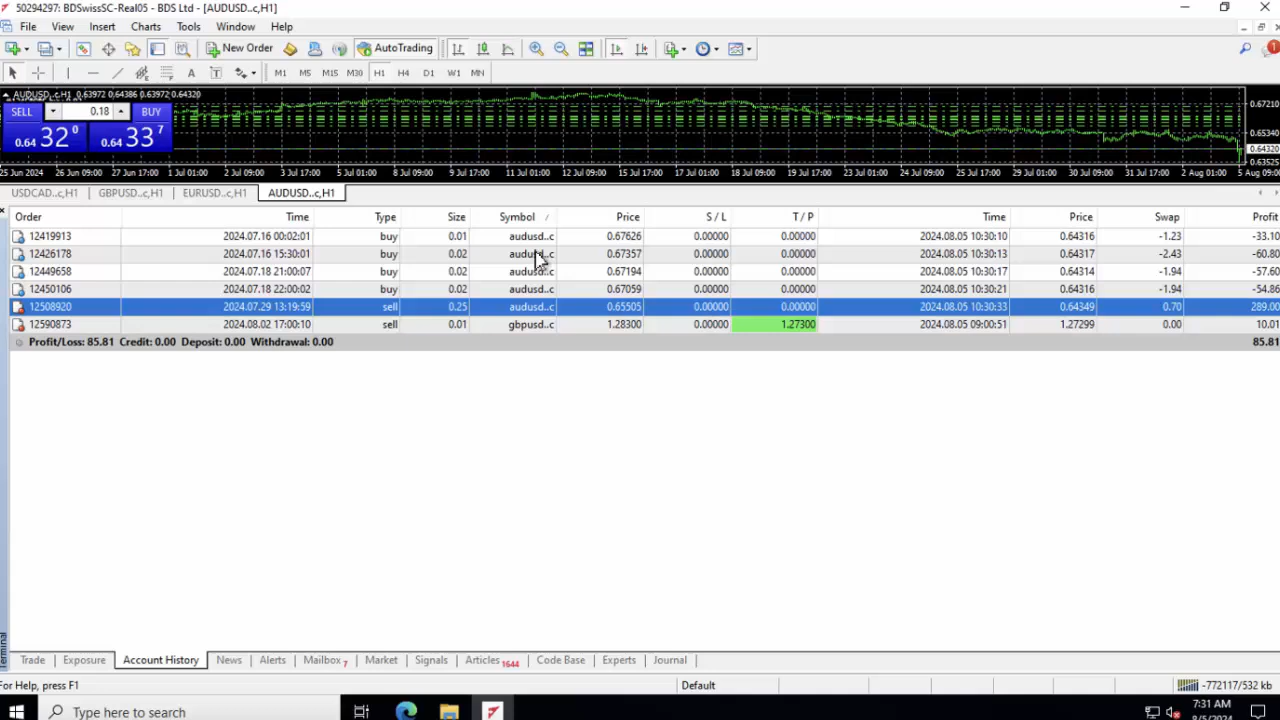 50294297: BDSwissSC-Real05 - BDS Ltd - [AUDUSD..c,H1]
File View Insert Charts Tools Window Help
New Order AutoTrading 1
A T M1 M5 M15 M30 H1 H4 D1 W1 MN
AUDUSD..c,H1 0.63972 0.64386 0.63972 0.64320
SELL 0.18 BUY
0.64 32 0 0.64 33 7
0.67210
0.65340
0.64320
0.63525
25 Jun 2024 26 Jun 09:00 27 Jun 17:00 1 Jul 01:00 2 Jul 09:00 3 Jul 17:00 5 Jul 01:00 8 Jul 09:00 9 Jul 17:00 11 Jul 01:00 12 Jul 09:00 15 Jul 17:00 17 Jul 01:00 18 Jul 09:00 19 Jul 17:00 23 Jul 01:00 24 Jul 09:00 25 Jul 17:00 29 Jul 01:00 30 Jul 09:00 31 Jul 17:00 2 Aug 01:00 5 Aug 09:00
USDCAD..c,H1 GBPUSD..c,H1 EURUSD..c,H1 AUDUSD..c,H1
Order Time Type Size Symbol / Price S / L T / P Time Price Swap Profit
12419913 2024.07.16 00:02:01 buy 0.01 audusd..c 0.67626 0.00000 0.00000 2024.08.05 10:30:10 0.64316 -1.23 -33.10
12426178 2024.07.16 15:30:01 buy 0.02 audusd..c 0.67357 0.00000 0.00000 2024.08.05 10:30:13 0.64317 -2.43 -60.80
12449658 2024.07.18 21:00:07 buy 0.02 audusd..c 0.67194 0.00000 0.00000 2024.08.05 10:30:17 0.64314 -1.94 -57.60
12450106 2024.07.18 22:00:02 buy 0.02 audusd..c 0.67059 0.00000 0.00000 2024.08.05 10:30:21 0.64316 -1.94 -54.86
12508920 2024.07.29 13:19:59 sell 0.25 audusd..c 0.65505 0.00000 0.00000 2024.08.05 10:30:33 0.64349 0.70 289.00
12590873 2024.08.02 17:00:10 sell 0.01 gbpusd..c 1.28300 0.00000 1.27300 2024.08.05 09:00:51 1.27299 0.00 10.01
Profit/Loss: 85.81 Credit: 0.00 Deposit: 0.00 Withdrawal: 0.00 85.81
Terminal
Trade Exposure Account History News Alerts Mailbox 7 Market Signals Articles 1644 Code Base Experts Journal
For Help, press F1 Default -772117/532 kb
Type here to search 7:31 AM
8/5/2024